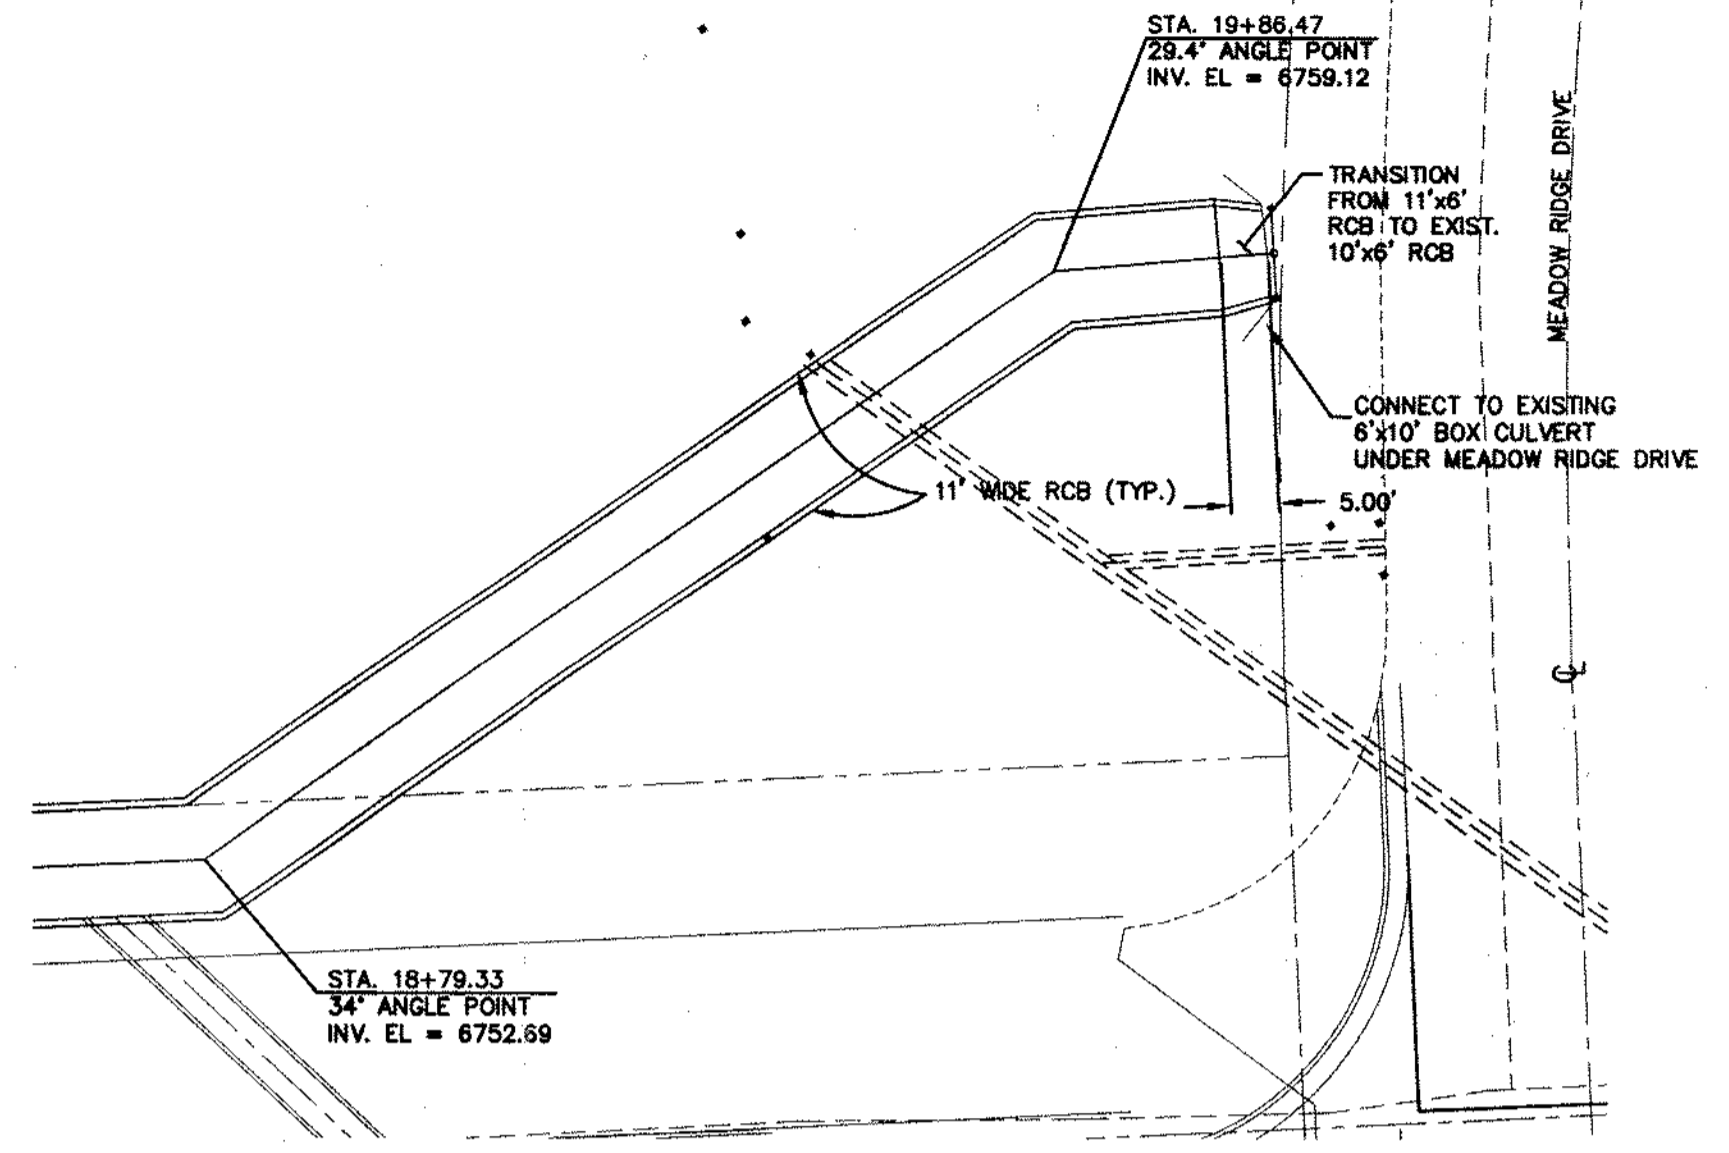 STA. 19+86.47
29.4° ANGLE POINT
INV. EL = 6759.12
TRANSITION
FROM 11'x6'
RCB TO EXIST.
10'x6' RCB
MEADOW RIDGE DRIVE
CONNECT TO EXISTING
6'x10' BOX CULVERT
UNDER MEADOW RIDGE DRIVE
11' WIDE RCB (TYP.)
5.00'
℄
STA. 18+79.33
34° ANGLE POINT
INV. EL = 6752.69